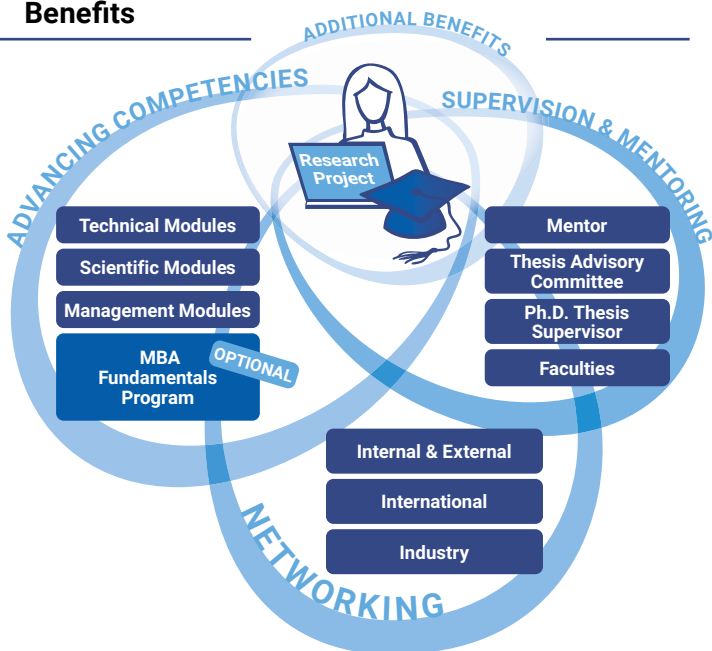 Benefits
ADDITIONAL BENEFITS
ADVANCING COMPETENCIES
SUPERVISION & MENTORING
Research
Project
Technical Modules
Scientific Modules
Management Modules
MBA
Fundamentals
Program
OPTIONAL
Mentor
Thesis Advisory
Committee
Ph.D. Thesis
Supervisor
Faculties
Internal & External
International
Industry
NETWORKING